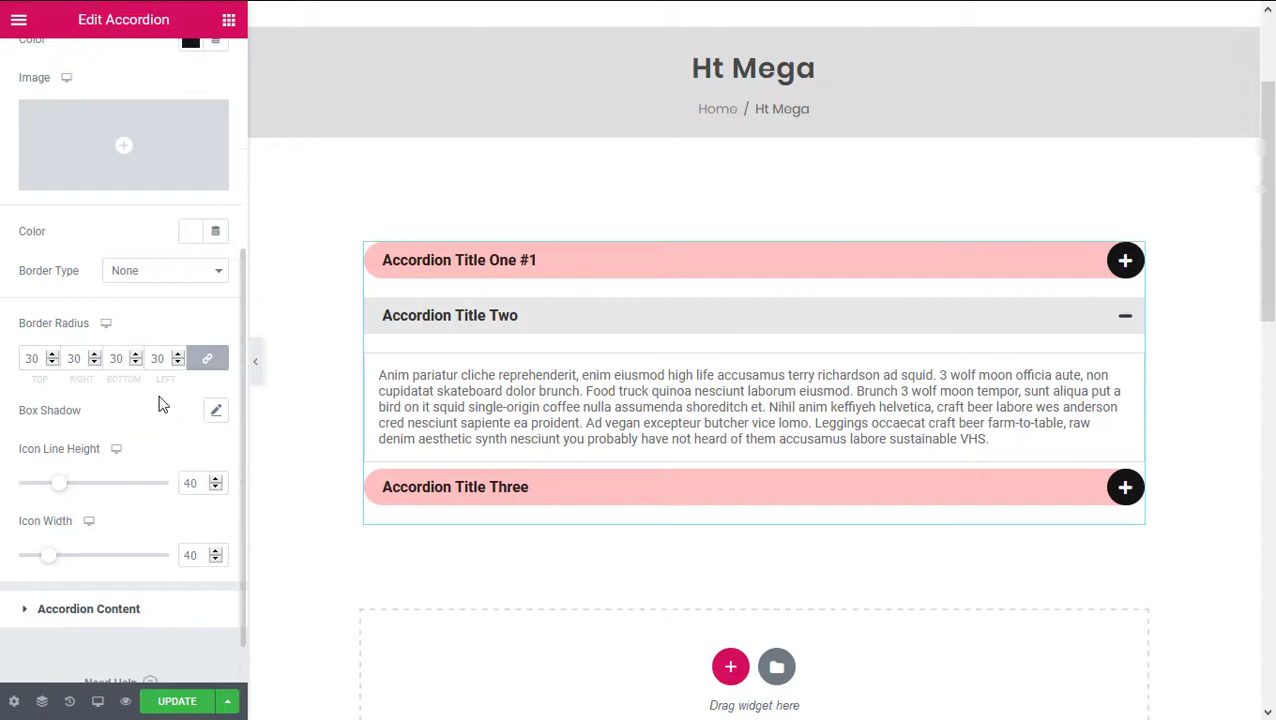 Edit Accordion
Color
Image
Color
Border Type
None
Border Radius
30 30 30 30
TOP RIGHT BOTTOM LEFT
Box Shadow
Icon Line Height
40
Icon Width
40
Accordion Content
Need Help
UPDATE
Ht Mega
Home / Ht Mega
Accordion Title One #1
Accordion Title Two
Anim pariatur cliche reprehenderit, enim eiusmod high life accusamus terry richardson ad squid. 3 wolf moon officia aute, non
cupidatat skateboard dolor brunch. Food truck quinoa nesciunt laborum eiusmod. Brunch 3 wolf moon tempor, sunt aliqua put a
bird on it squid single-origin coffee nulla assumenda shoreditch et. Nihil anim keffiyeh helvetica, craft beer labore wes anderson
cred nesciunt sapiente ea proident. Ad vegan excepteur butcher vice lomo. Leggings occaecat craft beer farm-to-table, raw
denim aesthetic synth nesciunt you probably have not heard of them accusamus labore sustainable VHS.
Accordion Title Three
Drag widget here